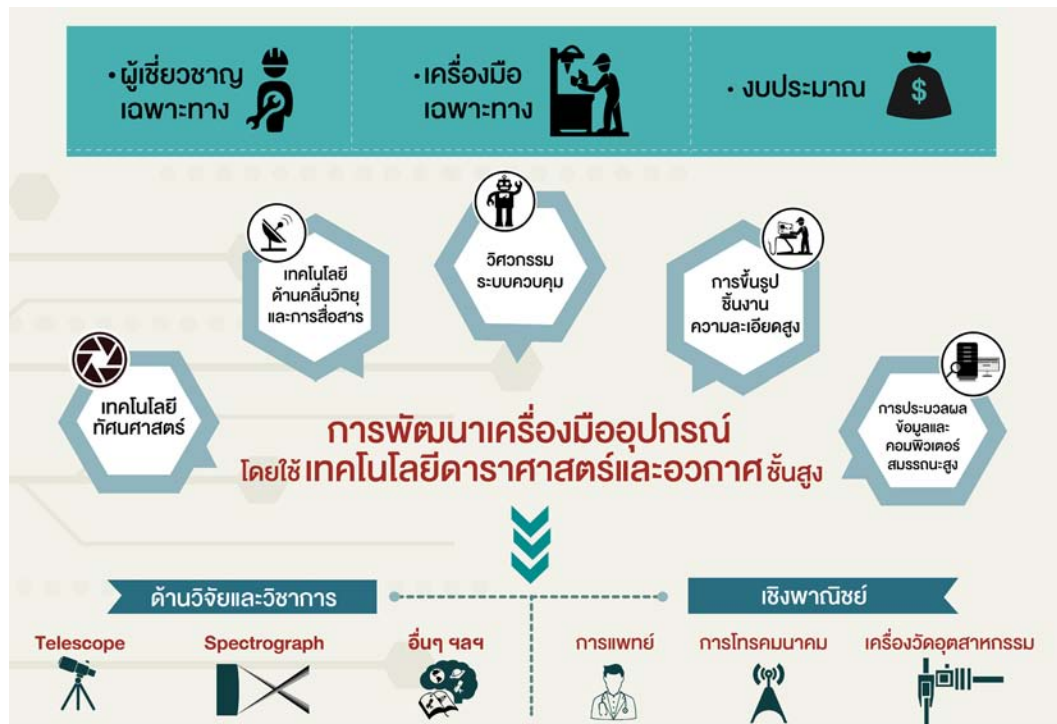 • ผู้เชี่ยวชาญ
เฉพาะทาง
• เครื่องมือ
เฉพาะทาง
• งบประมาณ
$
เทคโนโลยี
ด้านคลื่นวิทยุ
และการสื่อสาร
วิศวกรรม
ระบบควบคุม
การขึ้นรูป
ชิ้นงาน
ความละเอียดสูง
เทคโนโลยี
ทัศนศาสตร์
การประมวลผล
ข้อมูลและ
คอมพิวเตอร์
สมรรถนะสูง
การพัฒนาเครื่องมืออุปกรณ์
โดยใช้ เทคโนโลยีดาราศาสตร์และอวกาศ ชั้นสูง
ด้านวิจัยและวิชาการ
เชิงพาณิชย์
Telescope
Spectrograph
อื่นๆ ฯลฯ
การแพทย์
การโทรคมนาคม
เครื่องวัดอุตสาหกรรม